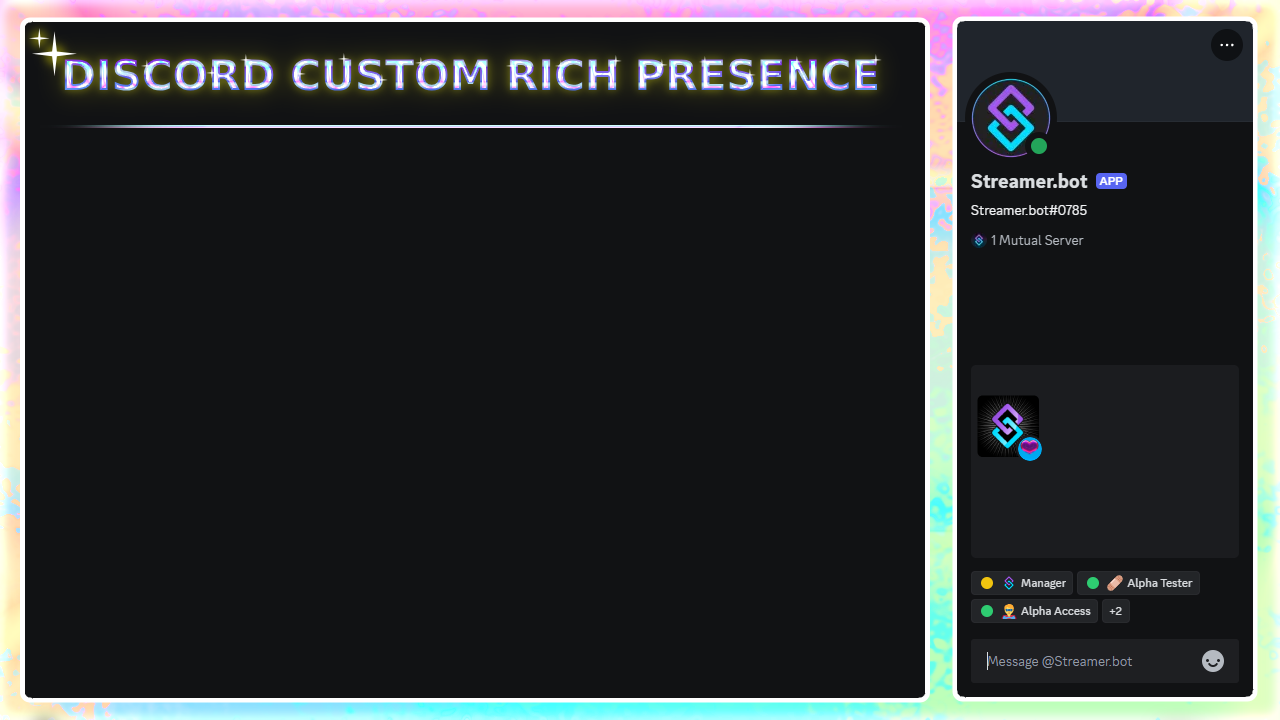 DISCORD CUSTOM RICH PRESENCE
Streamer.bot APP
Streamer.bot#0785
1 Mutual Server
Manager
Alpha Tester
Alpha Access
+2
Message @Streamer.bot